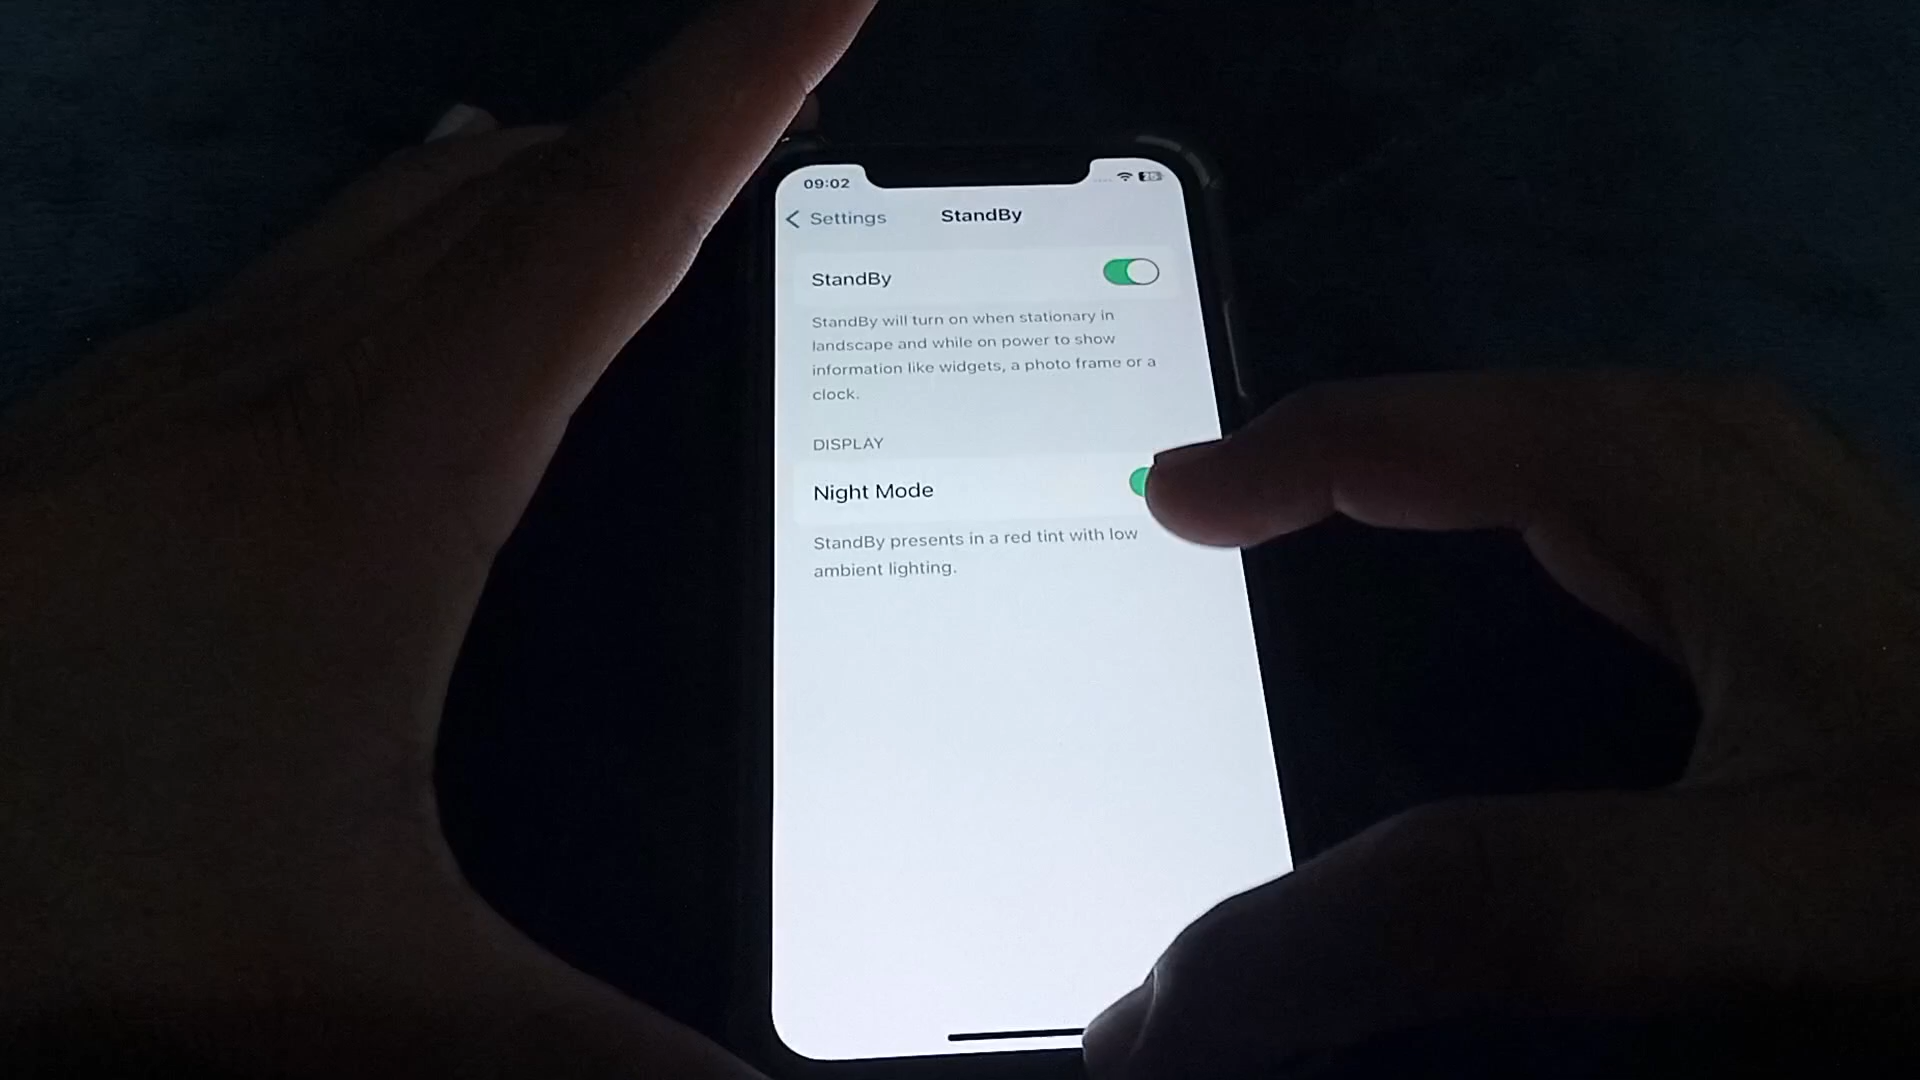 09:02
25
Settings
StandBy
StandBy
StandBy will turn on when stationary in
landscape and while on power to show
information like widgets, a photo frame or a
clock.
DISPLAY
Night Mode
StandBy presents in a red tint with low
ambient lighting.